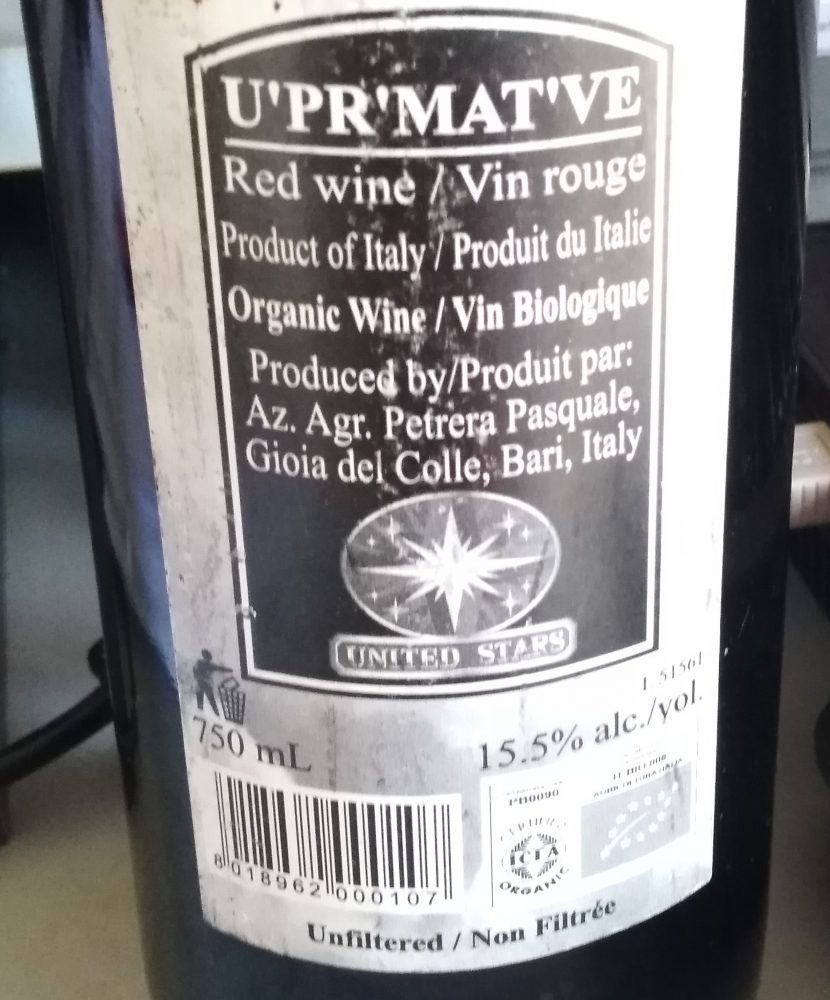 U'PR'MAT'VE
Red wine / Vin rouge
Product of Italy / Produit du Italie
Organic Wine / Vin Biologique
Produced by/Produit par:
Az. Agr. Petrera Pasquale,
Gioia del Colle, Bari, Italy
UNITED STARS
51561
750 mL
15.5% alc./vol.
8 018962 000107
ORGANIC
Unfiltered / Non Filtrée